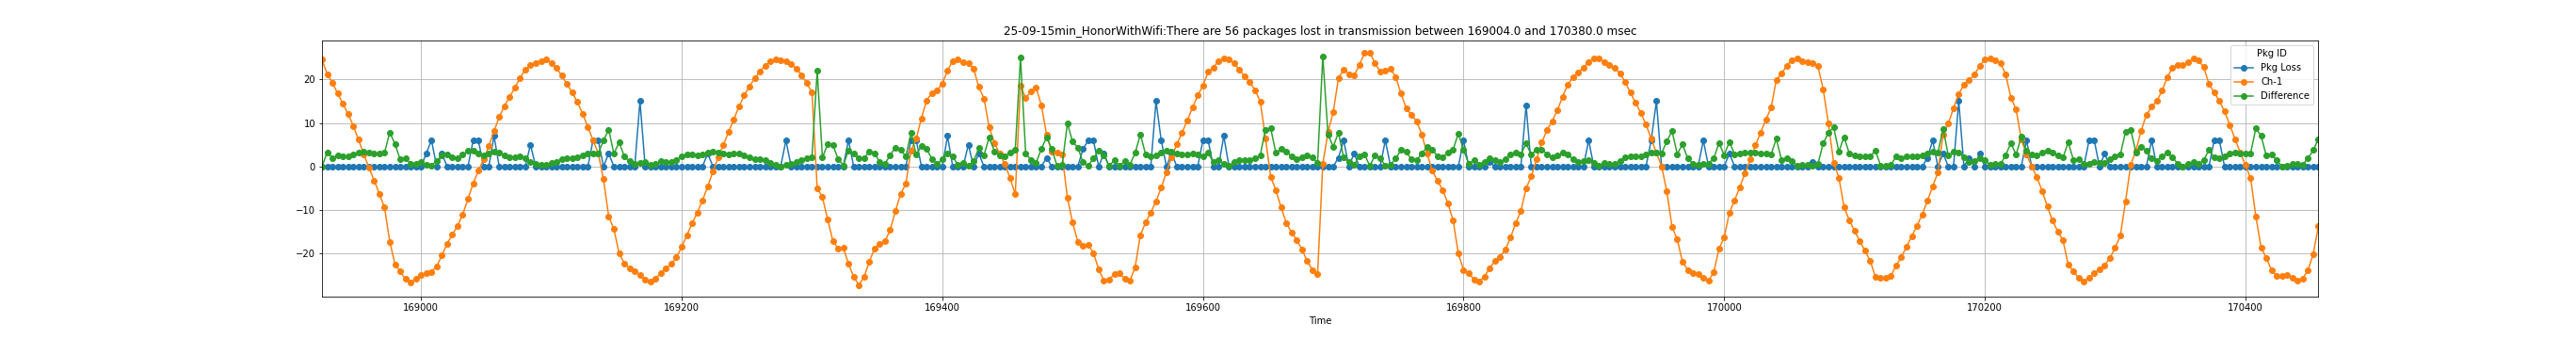 25-09-15min_HonorWithWifi:There are 56 packages lost in transmission between 169004.0 and 170380.0 msec
Pkg ID
Pkg Loss
Ch-1
Difference
20
10
0
−10
−20
169000 169200 169400 169600 169800 170000 170200 170400
Time